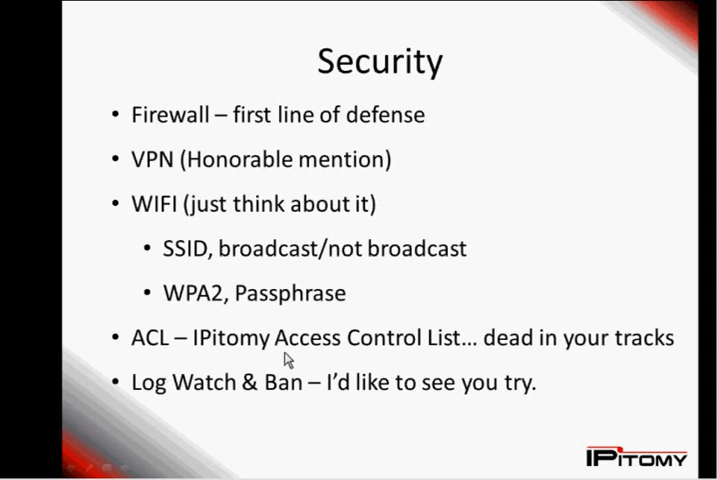 Security
• Firewall – first line of defense
• VPN (Honorable mention)
• WIFI (just think about it)
• SSID, broadcast/not broadcast
• WPA2, Passphrase
• ACL – IPitomy Access Control List... dead in your tracks
• Log Watch & Ban – I’d like to see you try.
IPITOMY